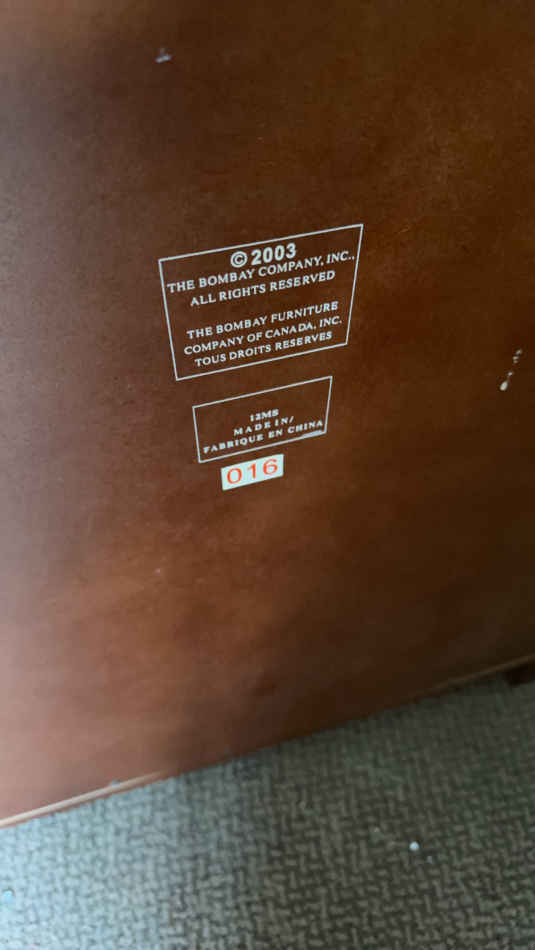 ©2003
THE BOMBAY COMPANY, INC.,
ALL RIGHTS RESERVED
THE BOMBAY FURNITURE
COMPANY OF CANADA, INC.
TOUS DROITS RESERVES
12MS
MADE IN/
FABRIQUE EN CHINA
016